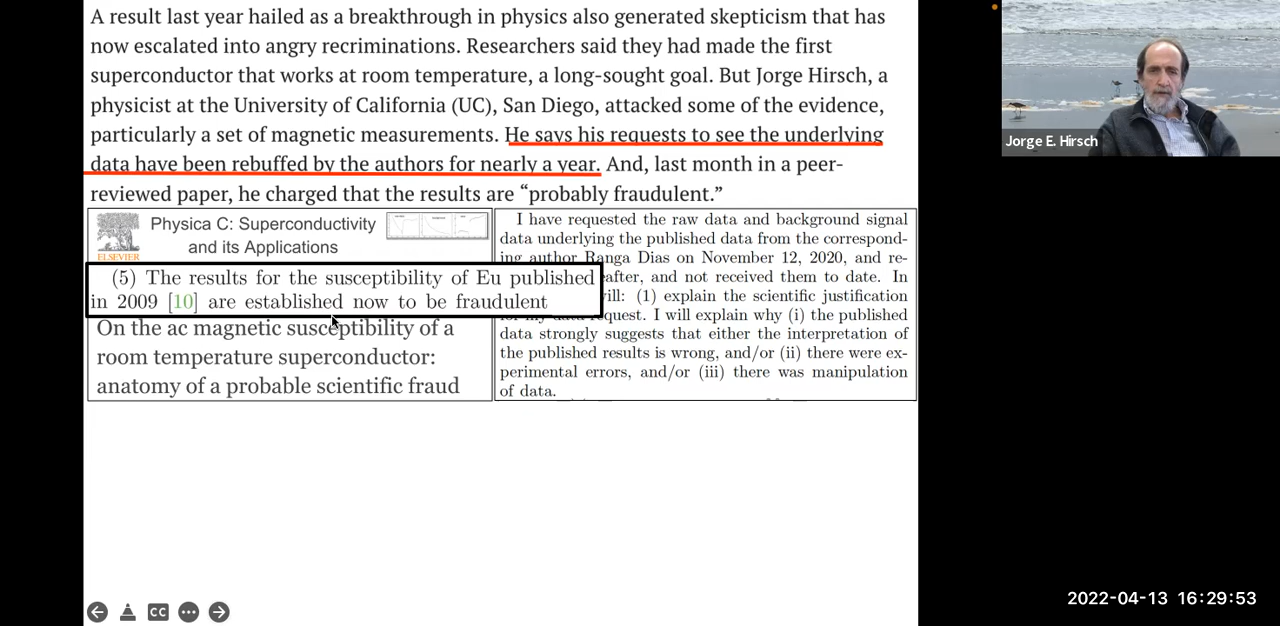 A result last year hailed as a breakthrough in physics also generated skepticism that has
now escalated into angry recriminations. Researchers said they had made the first
superconductor that works at room temperature, a long-sought goal. But Jorge Hirsch, a
physicist at the University of California (UC), San Diego, attacked some of the evidence,
particularly a set of magnetic measurements. He says his requests to see the underlying
data have been rebuffed by the authors for nearly a year. And, last month in a peer-
reviewed paper, he charged that the results are “probably fraudulent.”
ELSEVIER
Physica C: Superconductivity
and its Applications
(5) The results for the susceptibility of Eu published
in 2009 [10] are established now to be fraudulent
On the ac magnetic susceptibility of a
room temperature superconductor:
anatomy of a probable scientific fraud
I have requested the raw data and background signal
data underlying the published data from the correspond-
ing author Ranga Dias on November 12, 2020, and re-
after, and not received them to date. In
will: (1) explain the scientific justification
for my data request. I will explain why (i) the published
data strongly suggests that either the interpretation of
the published results is wrong, and/or (ii) there were ex-
perimental errors, and/or (iii) there was manipulation
of data.
Jorge E. Hirsch
CC
2022-04-13 16:29:53